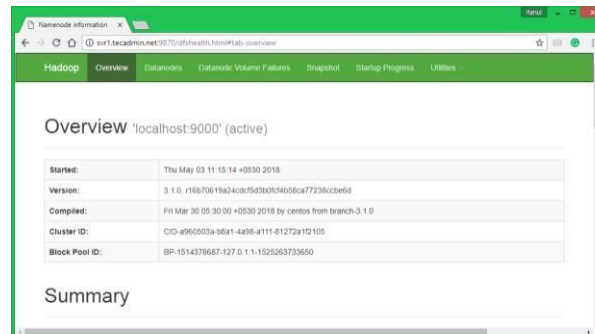 Rahul
Namenode information
svr1.tecadmin.net:9870/dfshealth.html#tab-overview
Hadoop Overview Datanodes Datanode Volume Failures Snapshot Startup Progress Utilities
Overview 'localhost:9000' (active)
Started: Thu May 03 11:15:14 +0530 2018
Version: 3.1.0,
Compiled: Fri Mar 30 05:30:00 +0530 2018 by centos from branch-3.1.0
Cluster ID: CID-a960503a-b8a1-4a98-a111-81272a1f2105
Block Pool ID: BP-1514378687-127.0.1.1-1525263733650
Summary